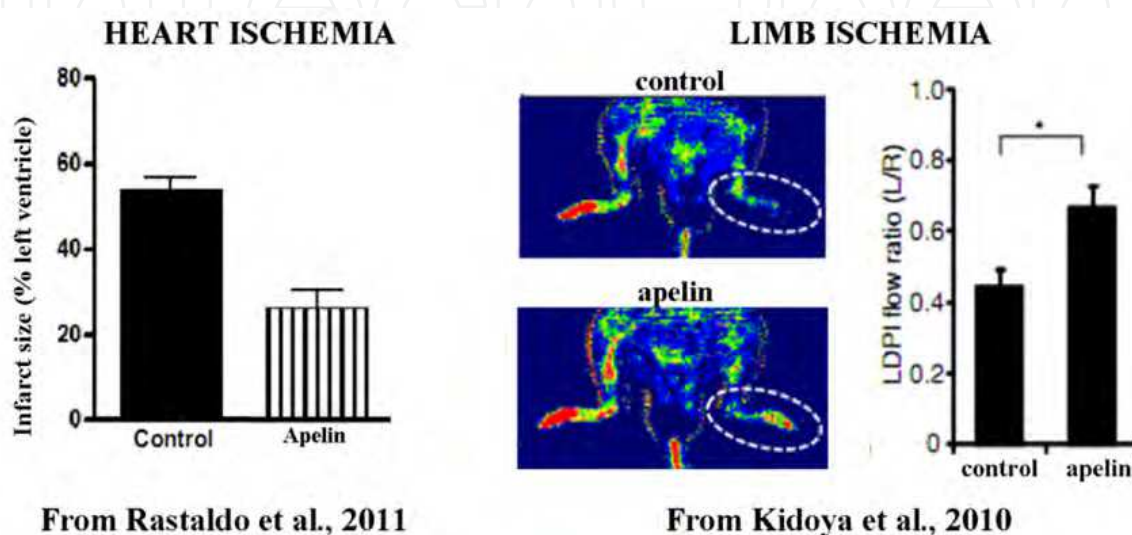 HEART ISCHEMIA
Infarct size (% left ventricle)
80
60
40
20
0
Control
Apelin
From Rastaldo et al., 2011
LIMB ISCHEMIA
control
apelin
LDPI flow ratio (L/R)
1.0
0.8
0.6
0.4
0.2
0
*
control
apelin
From Kidoya et al., 2010